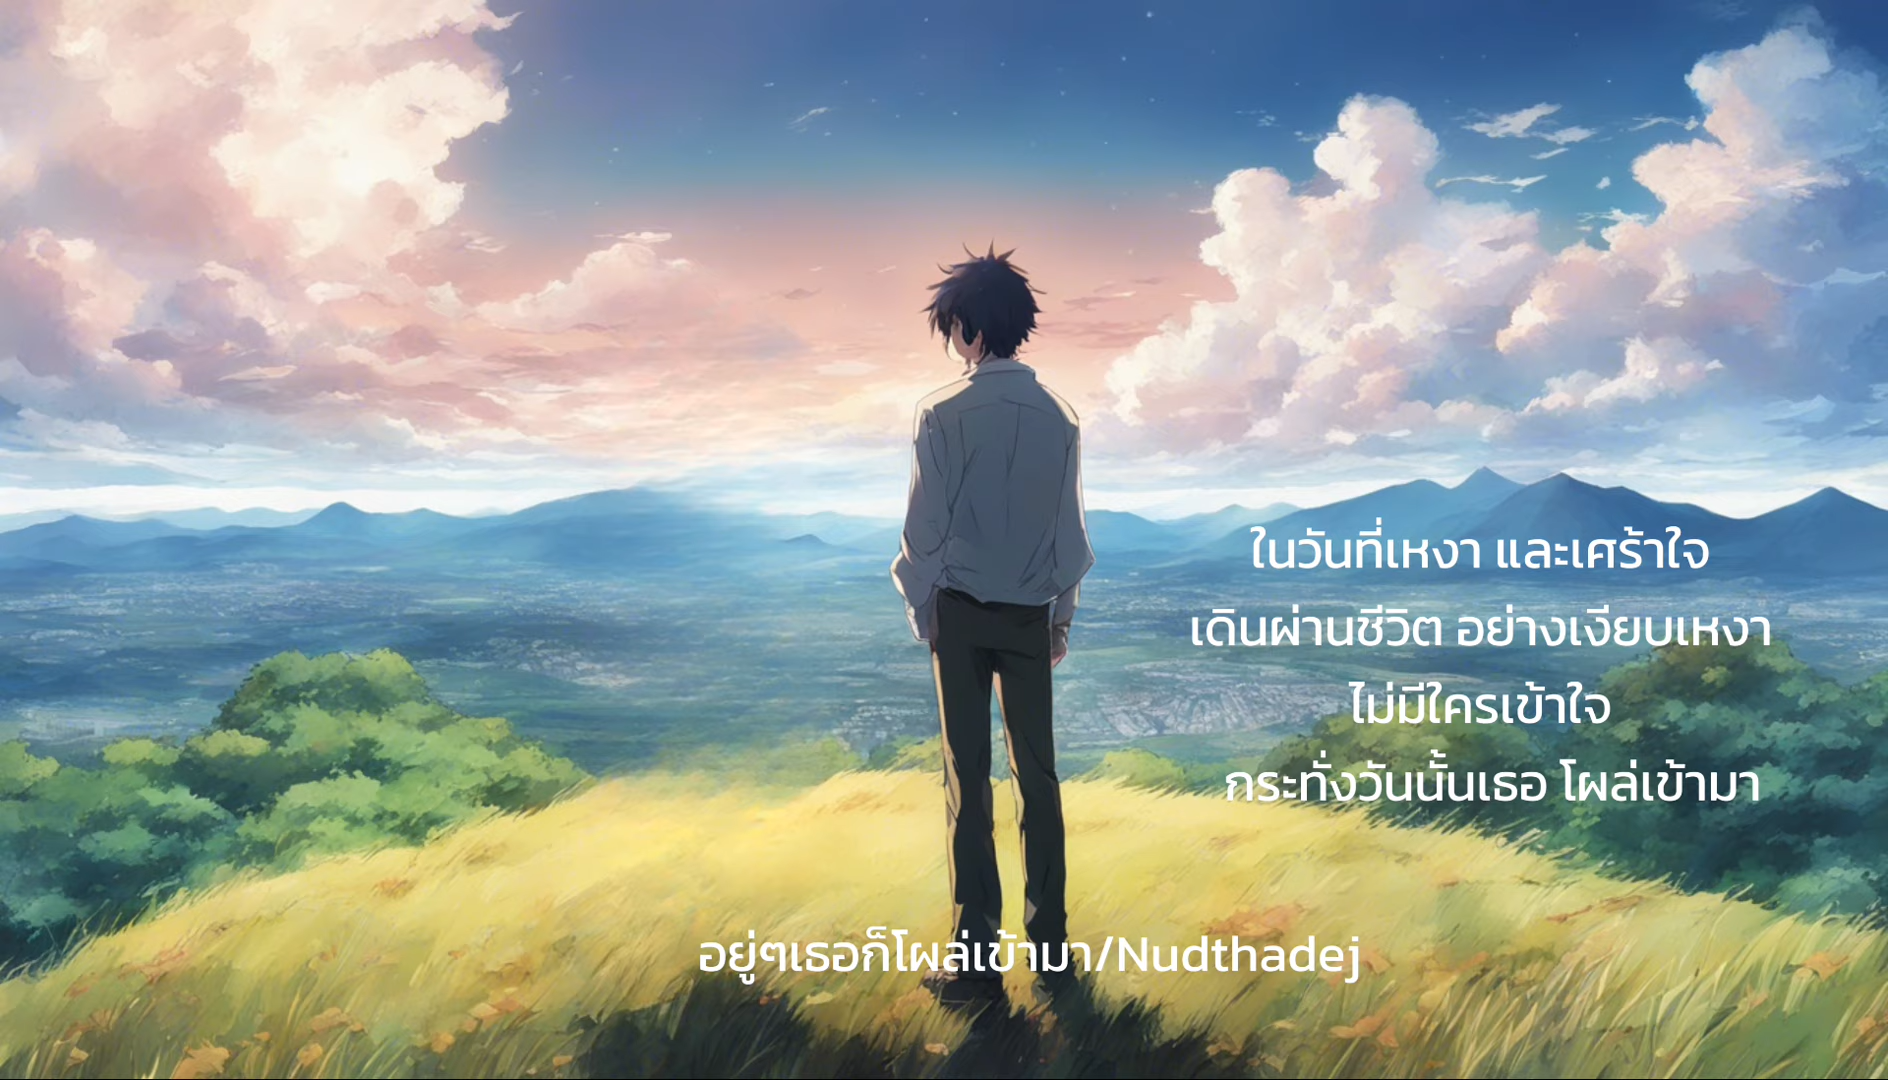 ในวันที่เหงา และเศร้าใจ
เดินผ่านชีวิต อย่างเงียบเหงา
ไม่มีใครเข้าใจ
กระทั่งวันนั้นเธอ โผล่เข้ามา
อยู่ๆเธอก็โผล่เข้ามา/Nudthadej